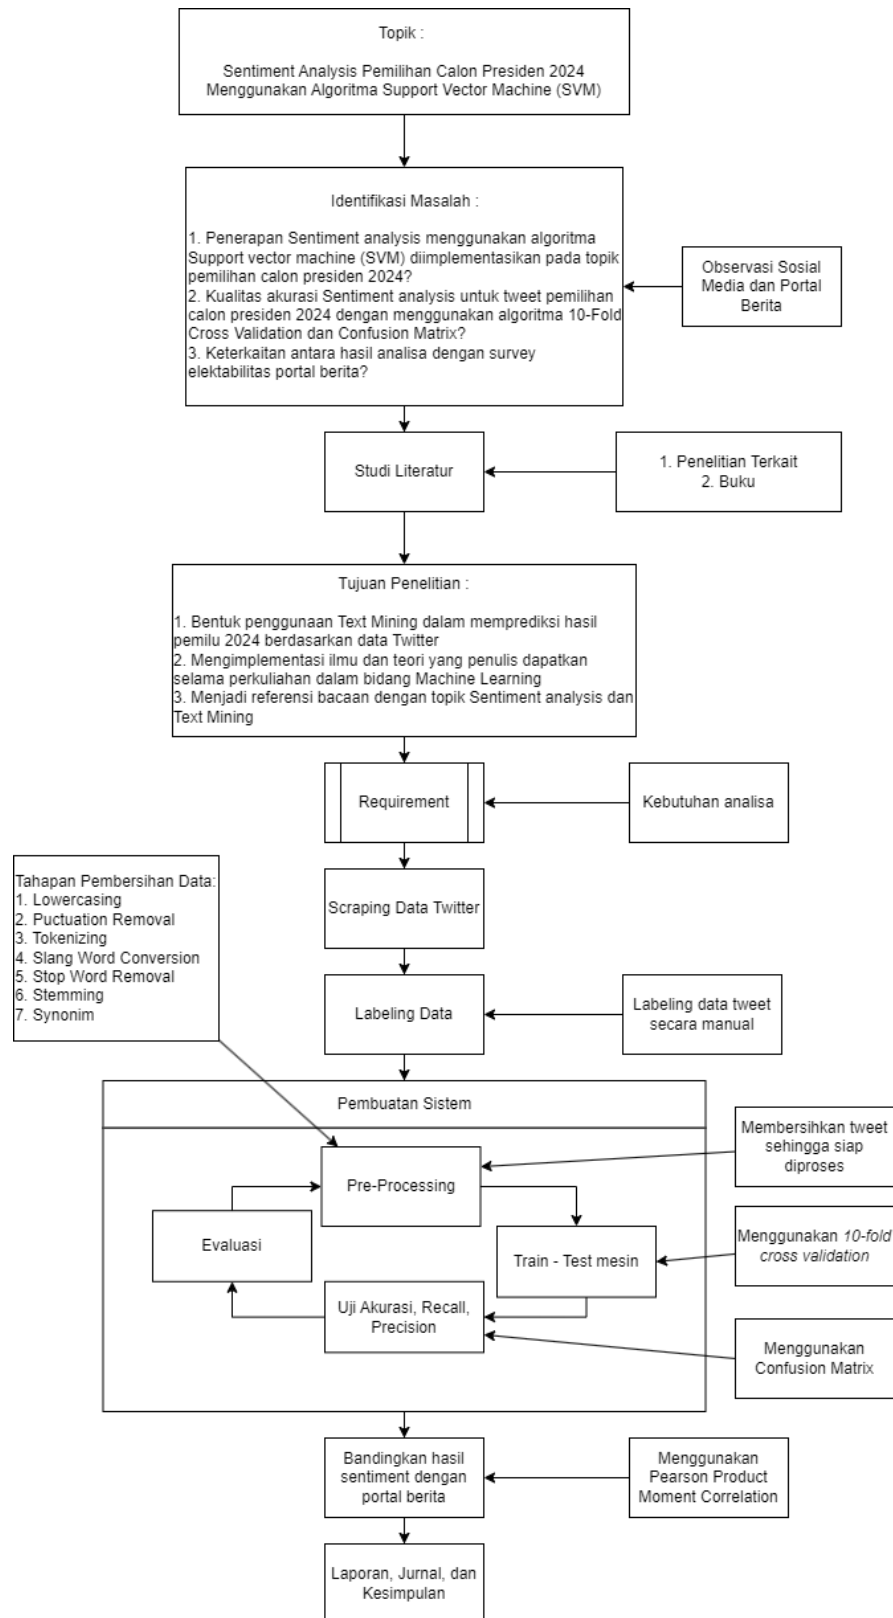 Topik :
Sentiment Analysis Pemilihan Calon Presiden 2024
Menggunakan Algoritma Support Vector Machine (SVM)
Identifikasi Masalah :
1. Penerapan Sentiment analysis menggunakan algoritma
Support vector machine (SVM) diimplementasikan pada topik
pemilihan calon presiden 2024?
2. Kualitas akurasi Sentiment analysis untuk tweet pemilihan
calon presiden 2024 dengan menggunakan algoritma 10-Fold
Cross Validation dan Confusion Matrix?
3. Keterkaitan antara hasil analisa dengan survey
elektabilitas portal berita?
Observasi Sosial
Media dan Portal
Berita
Studi Literatur
1. Penelitian Terkait
2. Buku
Tujuan Penelitian :
1. Bentuk penggunaan Text Mining dalam memprediksi hasil
pemilu 2024 berdasarkan data Twitter
2. Mengimplementasi ilmu dan teori yang penulis dapatkan
selama perkuliahan dalam bidang Machine Learning
3. Menjadi referensi bacaan dengan topik Sentiment analysis dan
Text Mining
Requirement
Kebutuhan analisa
Tahapan Pembersihan Data:
1. Lowercasing
2. Puctuation Removal
3. Tokenizing
4. Slang Word Conversion
5. Stop Word Removal
6. Stemming
7. Synonim
Scraping Data Twitter
Labeling Data
Labeling data tweet
secara manual
Pembuatan Sistem
Pre-Processing
Membersihkan tweet
sehingga siap
diproses
Evaluasi
Train - Test mesin
Menggunakan 10-fold
cross validation
Uji Akurasi, Recall,
Precision
Menggunakan
Confusion Matrix
Bandingkan hasil
sentiment dengan
portal berita
Menggunakan
Pearson Product
Moment Correlation
Laporan, Jurnal, dan
Kesimpulan